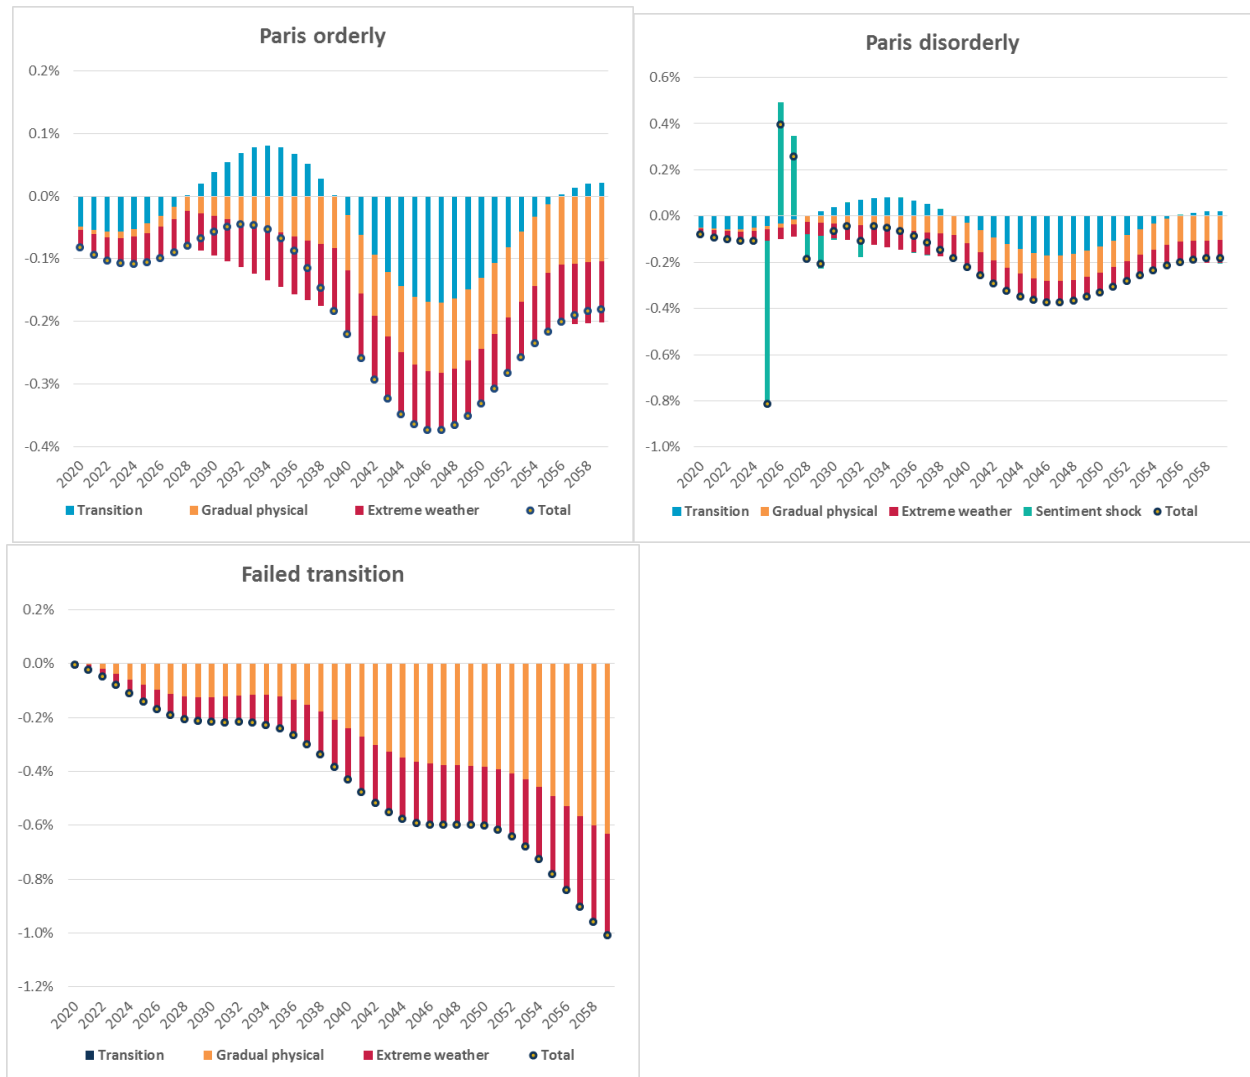 Paris orderly
0.2%
0.1%
0.0%
-0.1%
-0.2%
-0.3%
-0.4%
2020 2022 2024 2026 2028 2030 2032 2034 2036 2038 2040 2042 2044 2046 2048 2050 2052 2054 2056 2058
Transition Gradual physical Extreme weather Total
Paris disorderly
0.6%
0.4%
0.2%
0.0%
-0.2%
-0.4%
-0.6%
-0.8%
-1.0%
2020 2022 2024 2026 2028 2030 2032 2034 2036 2038 2040 2042 2044 2046 2048 2050 2052 2054 2056 2058
Transition Gradual physical Extreme weather Sentiment shock Total
Failed transition
0.2%
0.0%
-0.2%
-0.4%
-0.6%
-0.8%
-1.0%
-1.2%
2020 2022 2024 2026 2028 2030 2032 2034 2036 2038 2040 2042 2044 2046 2048 2050 2052 2054 2056 2058
Transition Gradual physical Extreme weather Total